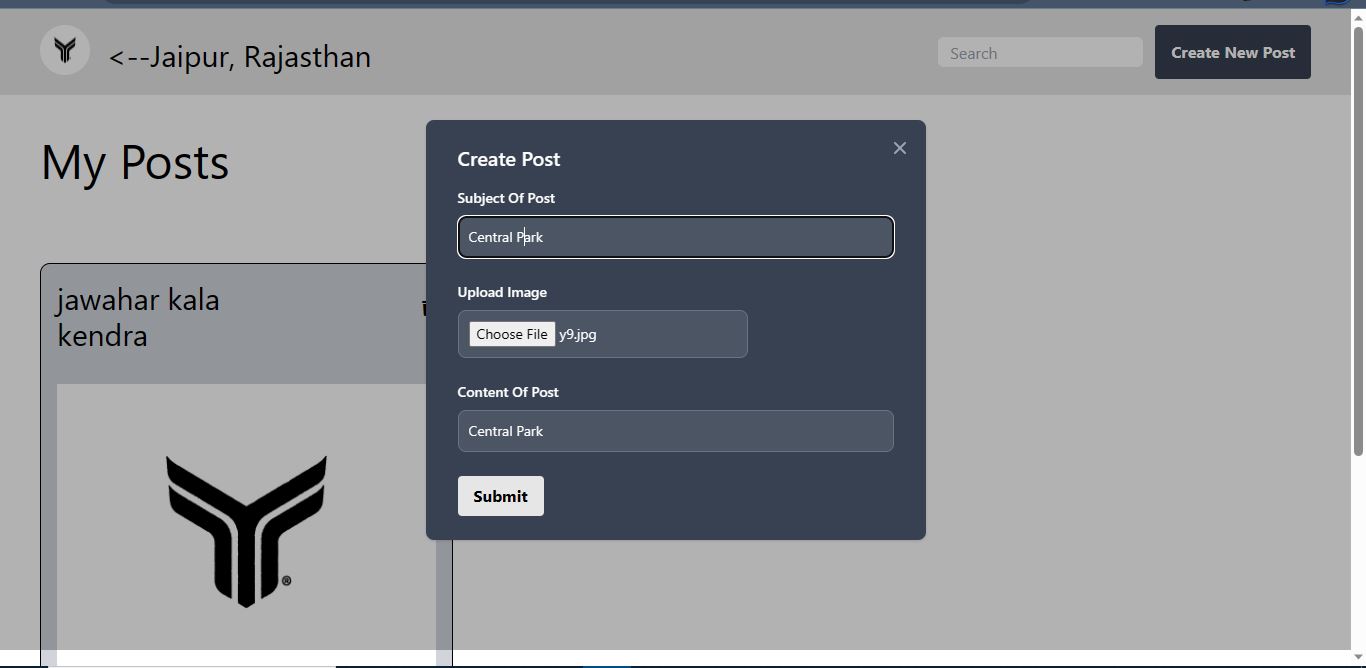 <--Jaipur, Rajasthan
Search
Create New Post
My Posts
jawahar kala
kendra
®
Create Post
×
Subject Of Post
Central Park
Upload Image
Choose File y9.jpg
Content Of Post
Central Park
Submit